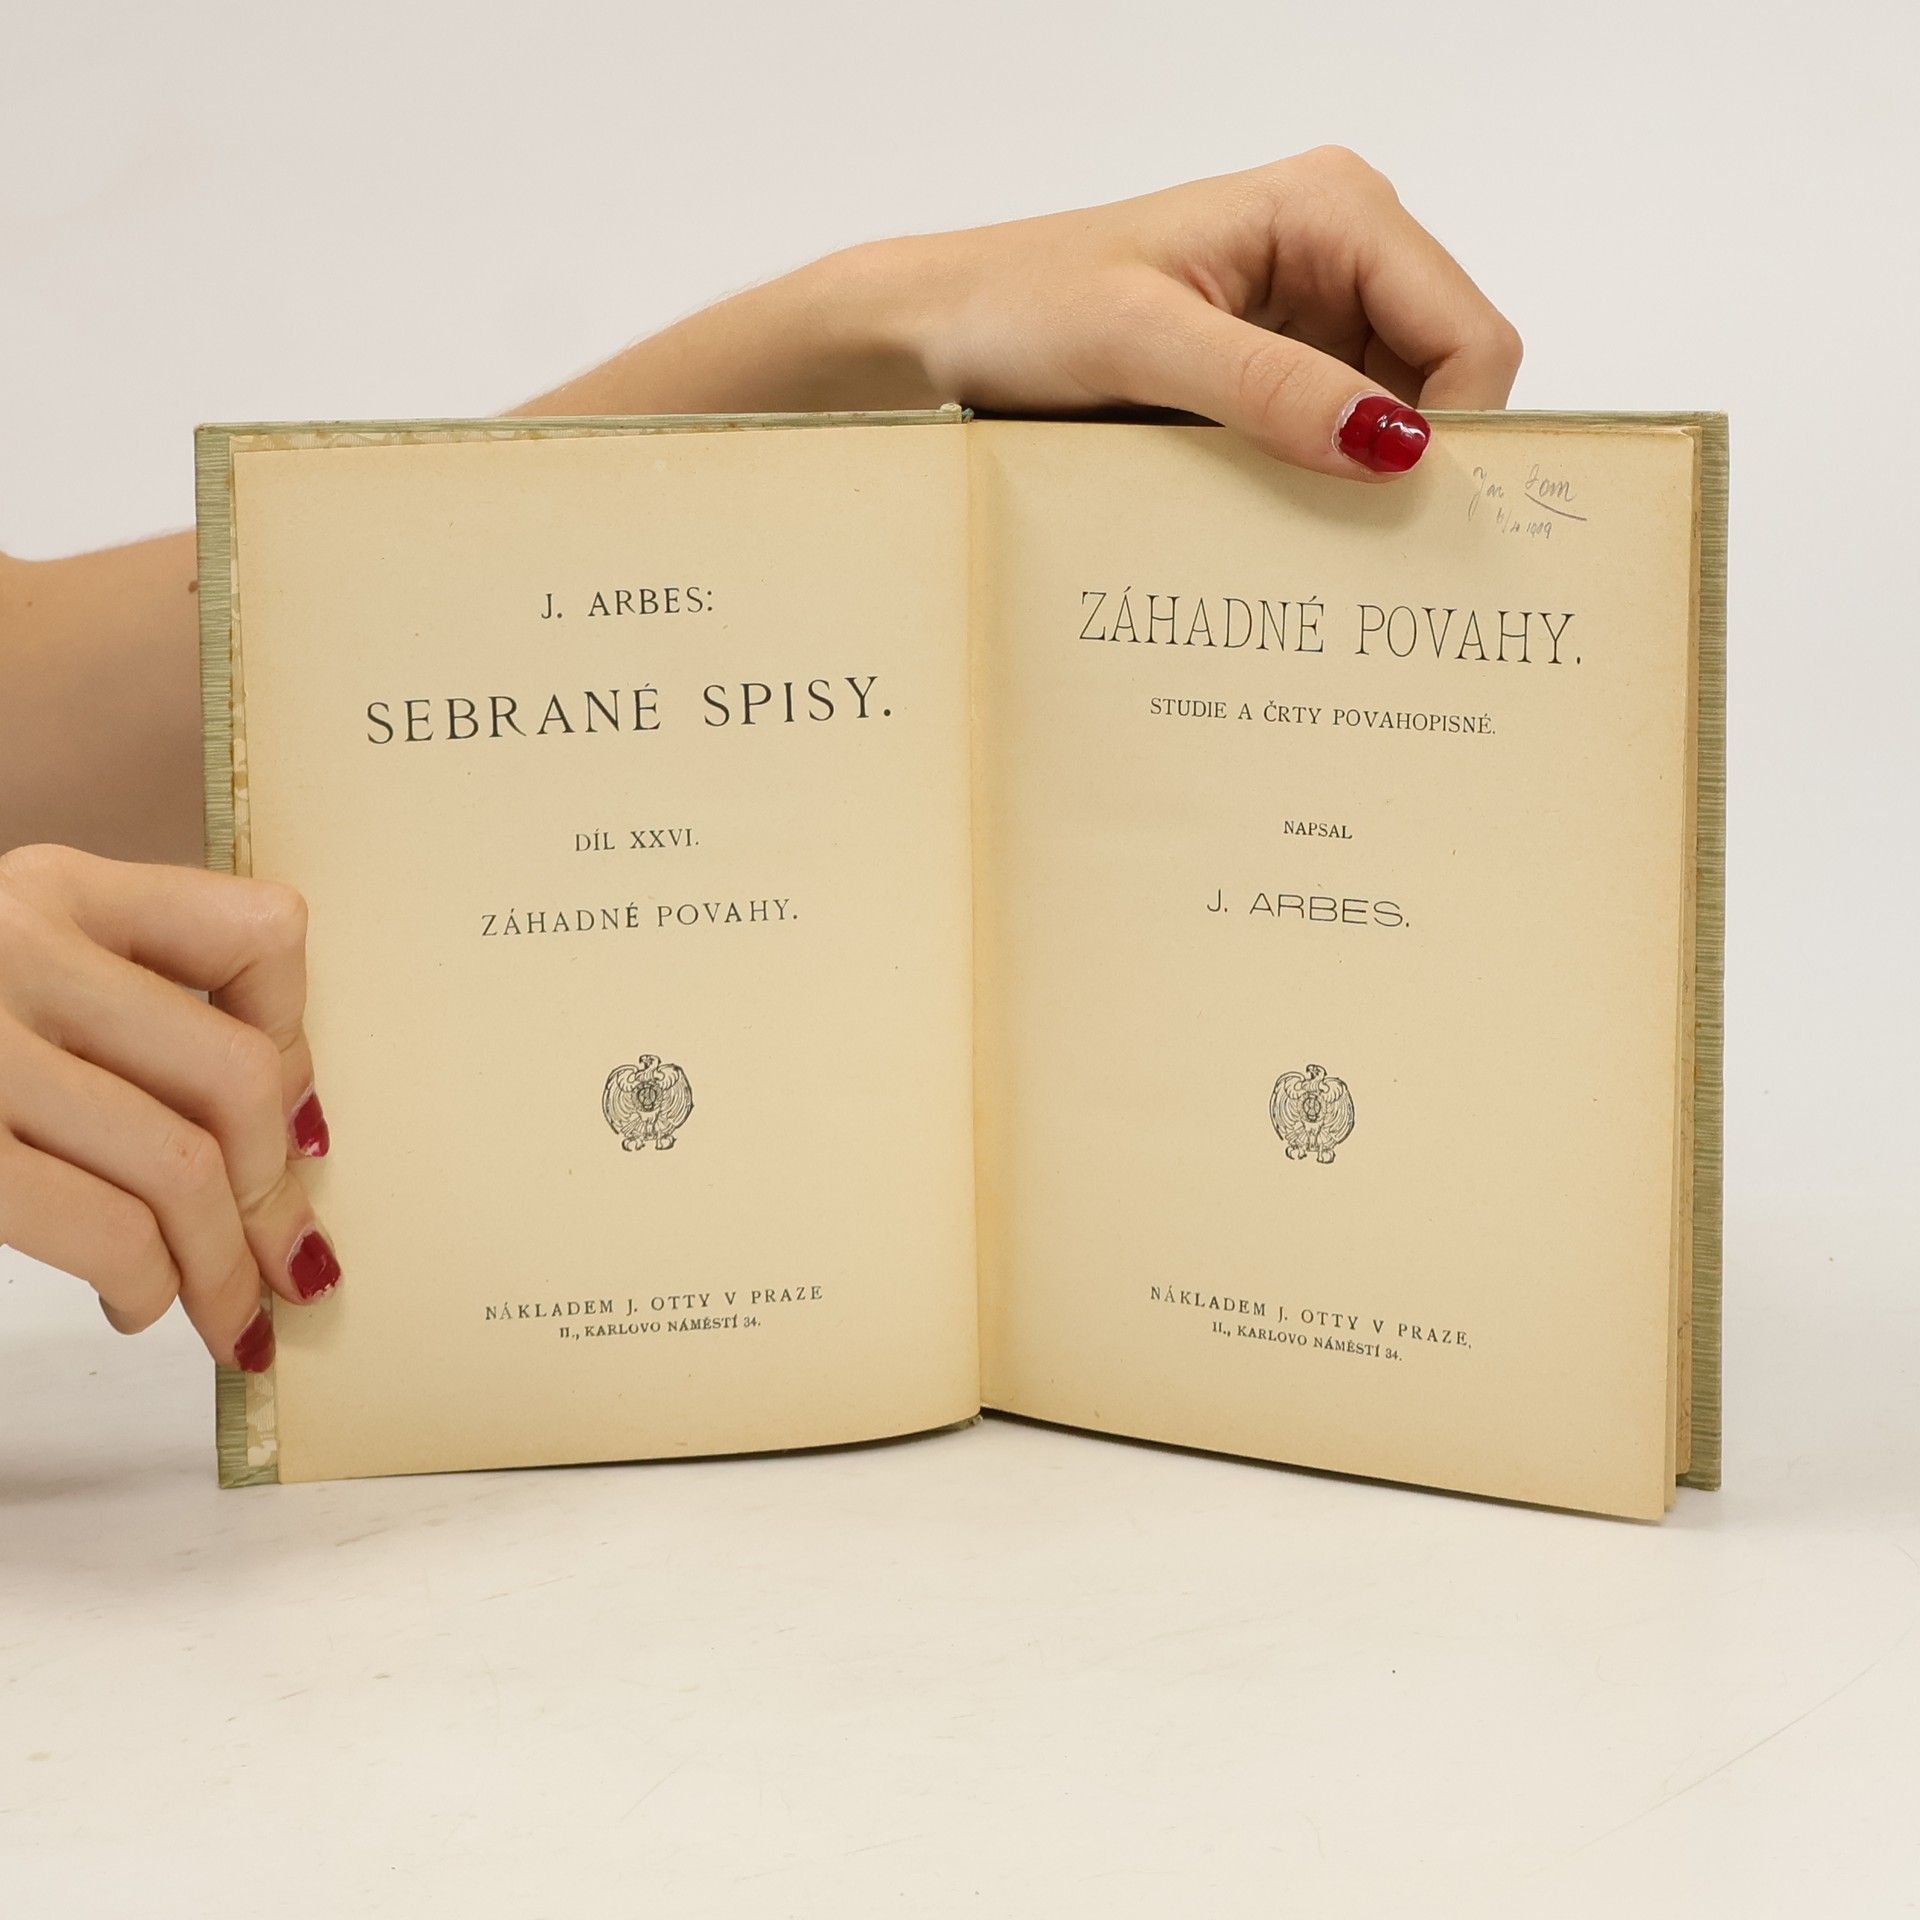 J. ARBES:
SEBRANÉ SPISY.
DÍL XXVI.
ZÁHADNÉ POVAHY.
NÁKLADEM J. OTTY V PRAZE
II., KARLOVO NÁMĚSTÍ 34.
ZÁHADNÉ POVAHY.
STUDIE A ČRTY POVAHOPISNÉ.
NAPSAL
J. ARBES.
NÁKLADEM J. OTTY V PRAZE,
II., KARLOVO NÁMĚSTÍ 34.